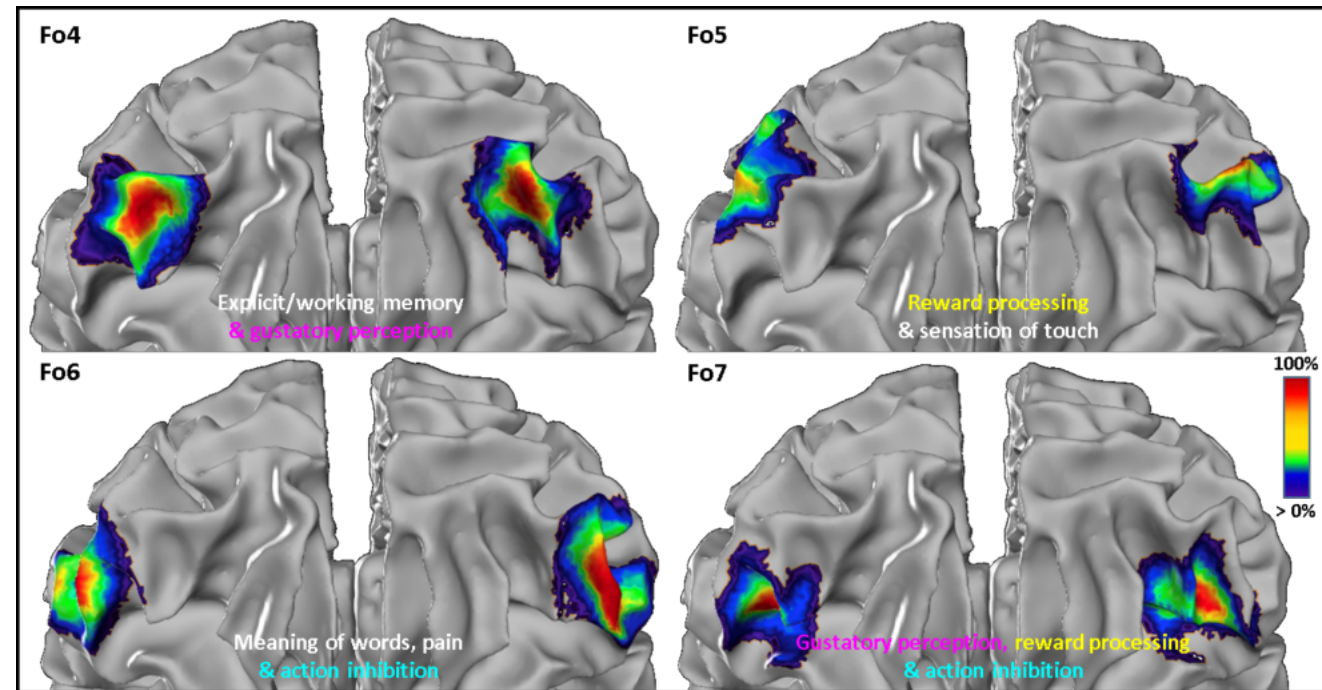 Fo4
Explicit/working memory
& gustatory perception
Fo5
Reward processing
& sensation of touch
Fo6
Meaning of words, pain
& action inhibition
Fo7
100%
> 0%
Gustatory perception, reward processing
& action inhibition